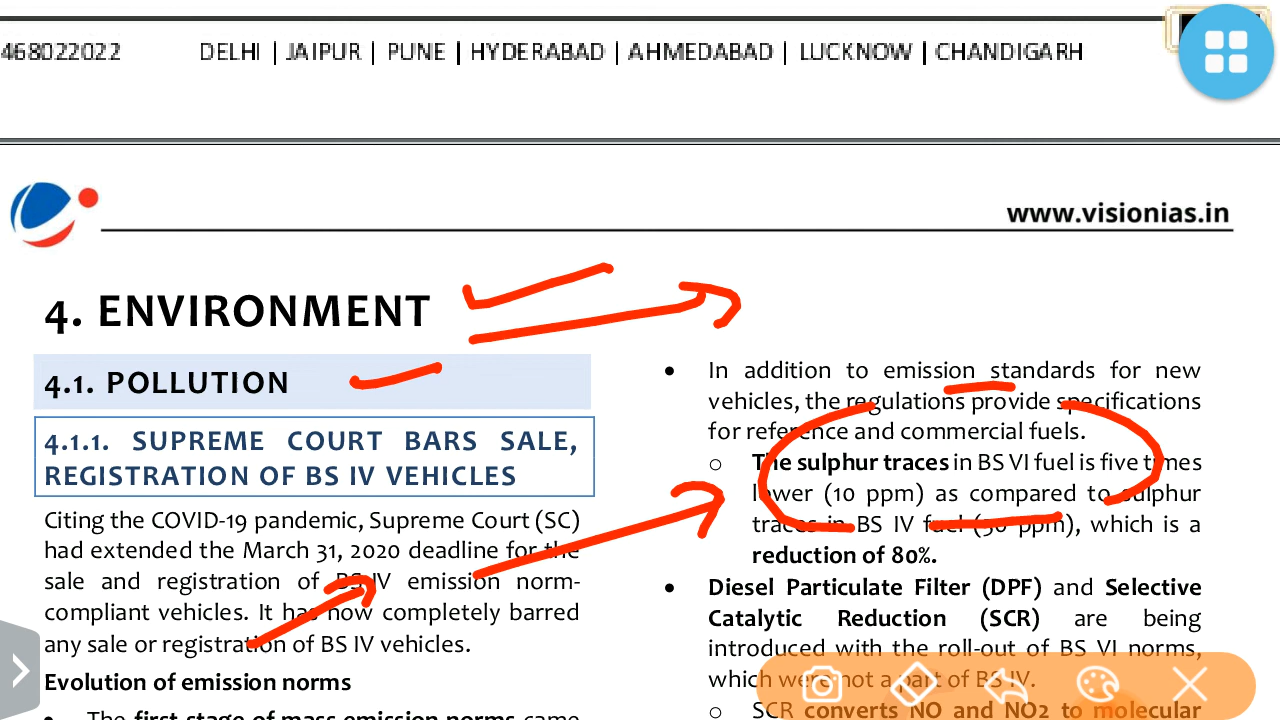 468022022 DELHI | JAIPUR | PUNE | HYDERABAD | AHMEDABAD | LUCKNOW | CHANDIGARH
www.visionias.in
4. ENVIRONMENT
4.1. POLLUTION
4.1.1. SUPREME COURT BARS SALE,
REGISTRATION OF BS IV VEHICLES
Citing the COVID-19 pandemic, Supreme Court (SC)
had extended the March 31, 2020 deadline for the
sale and registration of BS IV emission norm-
compliant vehicles. It has now completely barred
any sale or registration of BS IV vehicles.
Evolution of emission norms
• The first stage of mass emission norms came
• In addition to emission standards for new
vehicles, the regulations provide specifications
for reference and commercial fuels.
o The sulphur traces in BS VI fuel is five times
lower (10 ppm) as compared to sulphur
traces in BS IV fuel (50 ppm), which is a
reduction of 80%.
• Diesel Particulate Filter (DPF) and Selective
Catalytic Reduction (SCR) are being
introduced with the roll-out of BS VI norms,
which were not a part of BS IV.
o SCR converts NO and NO2 to molecular